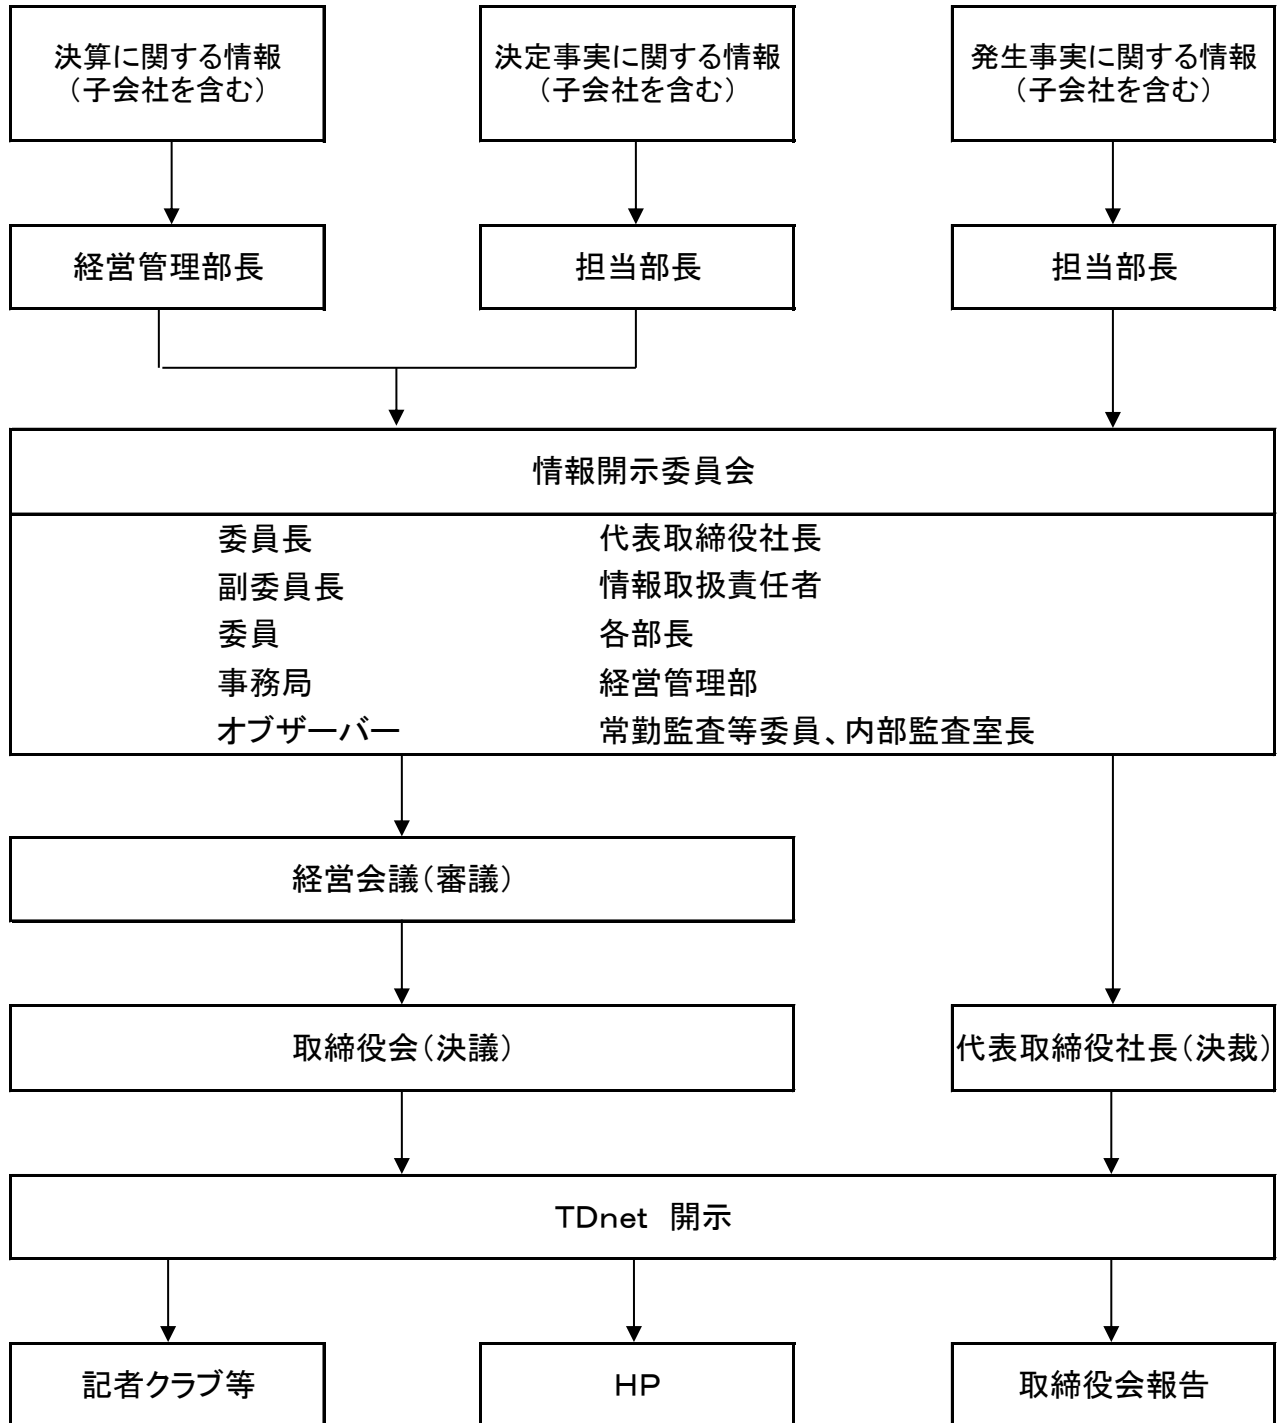 決算に関する情報
（子会社を含む）
決定事実に関する情報
（子会社を含む）
発生事実に関する情報
（子会社を含む）
経営管理部長
担当部長
担当部長
情報開示委員会
委員長 代表取締役社長
副委員長 情報取扱責任者
委員 各部長
事務局 経営管理部
オブザーバー 常勤監査等委員、内部監査室長
経営会議（審議）
取締役会（決議）
代表取締役社長（決裁）
TDnet 開示
記者クラブ等
HP
取締役会報告